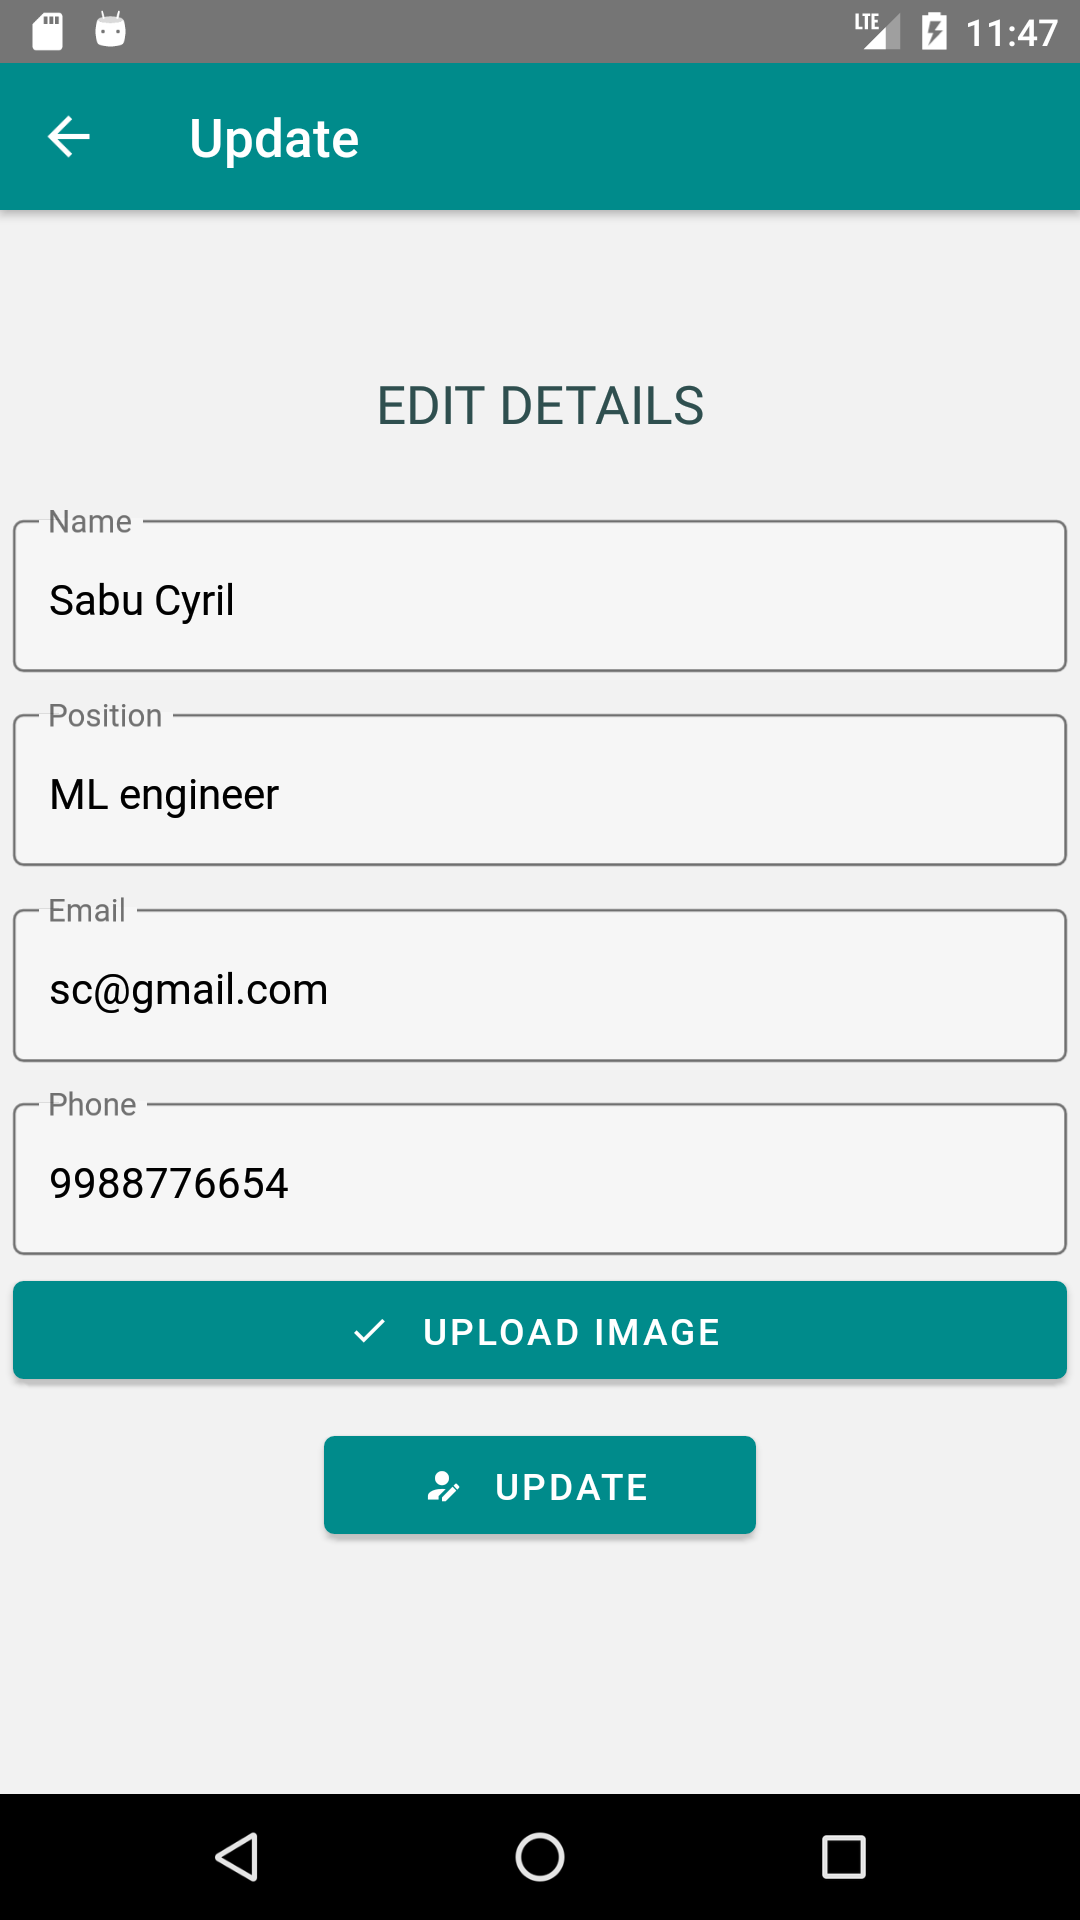 LTE 11:47
Update
EDIT DETAILS
Name
Sabu Cyril
Position
ML engineer
Email
sc@gmail.com
Phone
9988776654
UPLOAD IMAGE
UPDATE